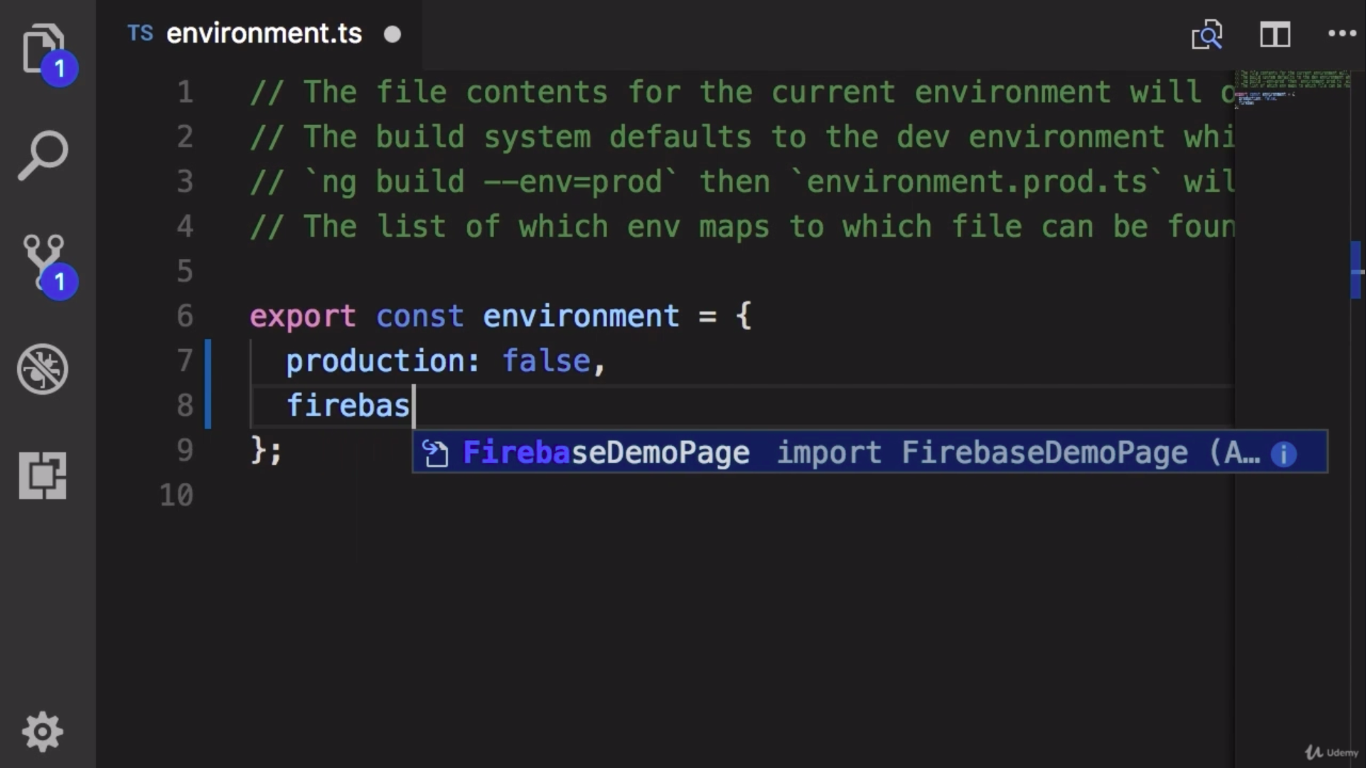 TS environment.ts
1
1
1 // The file contents for the current environment will
2 // The build system defaults to the dev environment whi
3 // `ng build --env=prod` then `environment.prod.ts` wil
4 // The list of which env maps to which file can be foun
5
6 export const environment = {
7 production: false,
8 firebas
FirebaseDemoPage import FirebaseDemoPage (A…
9 };
10
Udemy